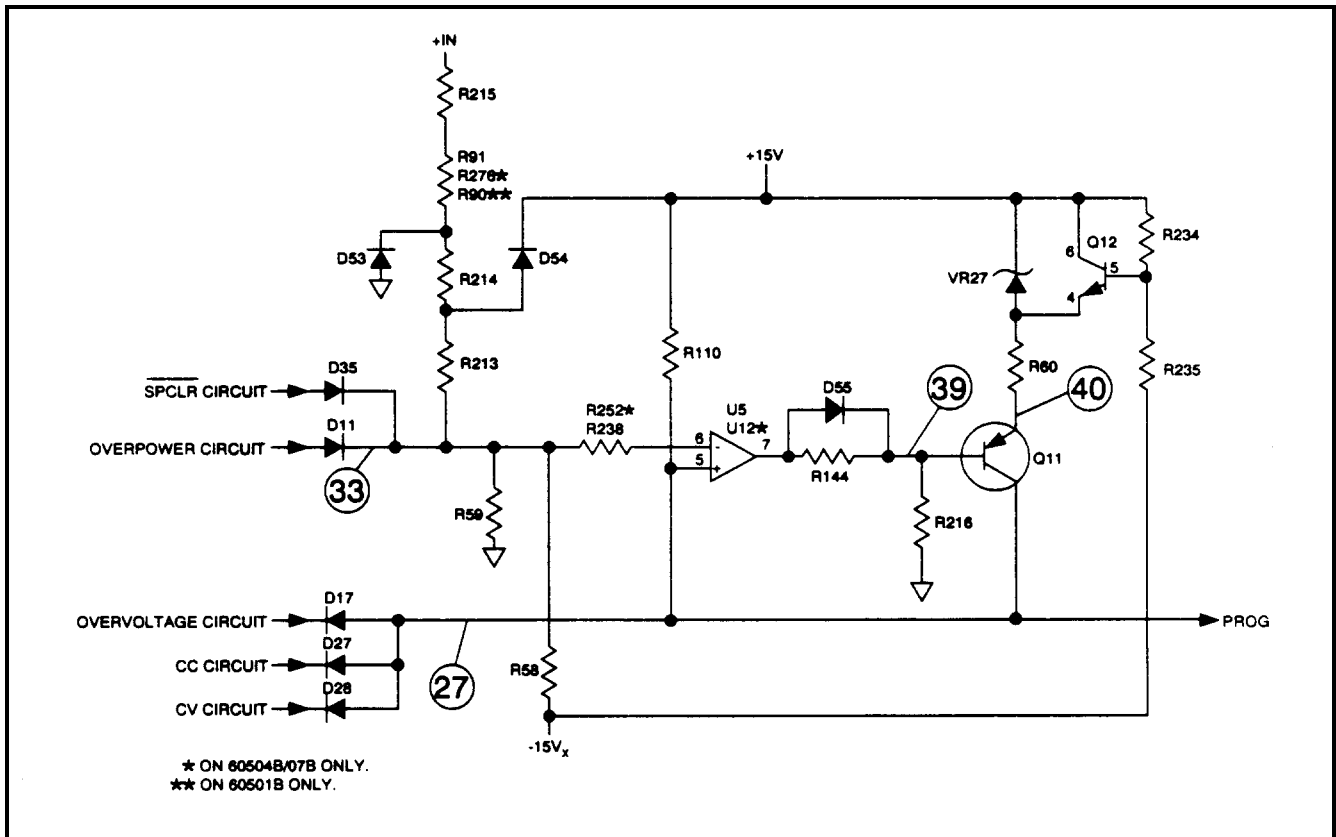 +IN
R215
R91
R276*
R90**
+15V
D53
R214
D54
Q12
6
5
4
R234
VR27
R213
R110
R60
R235
D35
SPCLR CIRCUIT
D55
39
40
R252*
R238
U5
U12*
OVERPOWER CIRCUIT
D11
6
-
7
5
+
R144
Q11
33
R59
R216
D17
OVERVOLTAGE CIRCUIT
PROG
D27
CC CIRCUIT
R58
27
D28
CV CIRCUIT
-15Vx
* ON 60504B/07B ONLY.
** ON 60501B ONLY.